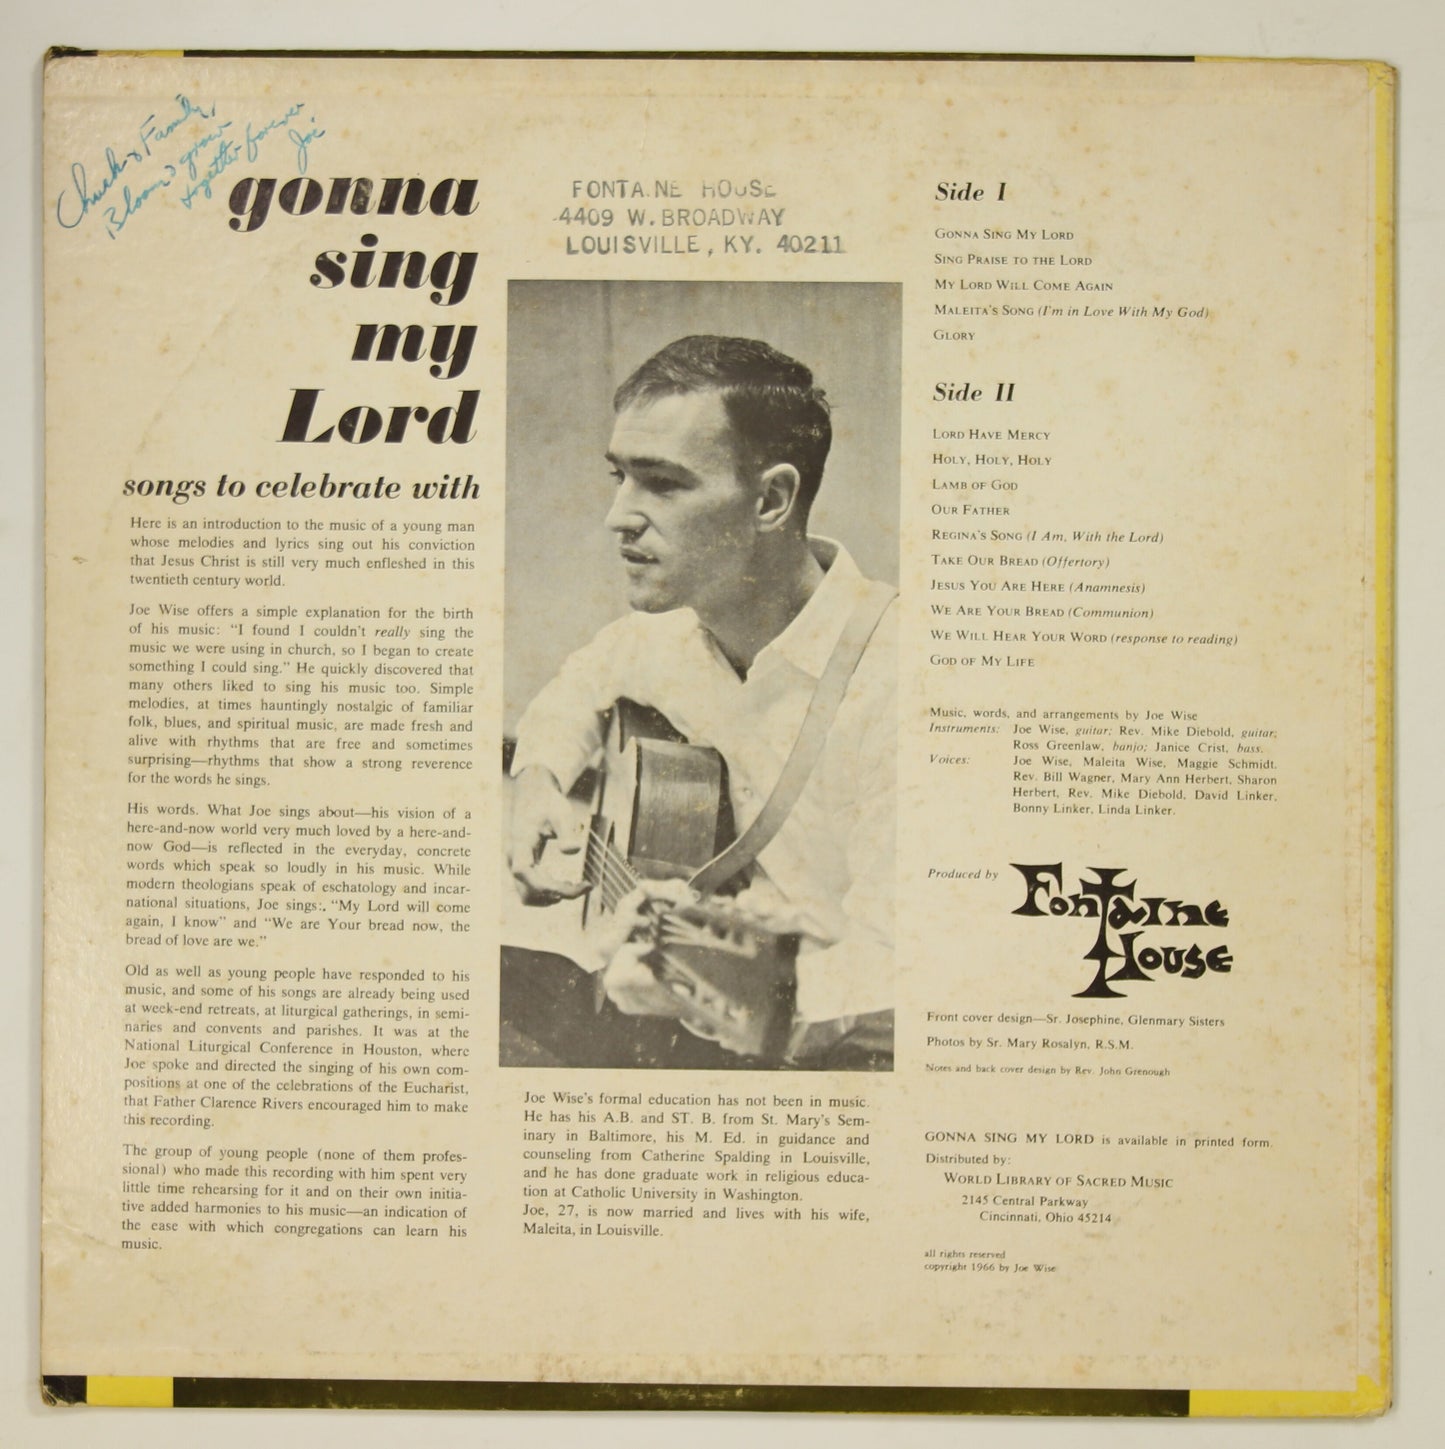 Chuck & Family,
Bloom & grow
together forever
Joe
gonna
sing
my
Lord
songs to celebrate with
Here is an introduction to the music of a young man
whose melodies and lyrics sing out his conviction
that Jesus Christ is still very much enfleshed in this
twentieth century world.
Joe Wise offers a simple explanation for the birth
of his music: “I found I couldn't really sing the
music we were using in church, so I began to create
something I could sing.” He quickly discovered that
many others liked to sing his music too. Simple
melodies, at times hauntingly nostalgic of familiar
folk, blues, and spiritual music, are made fresh and
alive with rhythms that are free and sometimes
surprising—rhythms that show a strong reverence
for the words he sings.
His words. What Joe sings about—his vision of a
here-and-now world very much loved by a here-and-
now God—is reflected in the everyday, concrete
words which speak so loudly in his music. While
modern theologians speak of eschatology and incar-
national situations, Joe sings:. “My Lord will come
again, I know” and “We are Your bread now, the
bread of love are we.”
Old as well as young people have responded to his
music, and some of his songs are already being used
at week-end retreats, at liturgical gatherings, in semi-
naries and convents and parishes. It was at the
National Liturgical Conference in Houston, where
Joe spoke and directed the singing of his own com-
positions at one of the celebrations of the Eucharist,
that Father Clarence Rivers encouraged him to make
this recording.
The group of young people (none of them profes-
sional) who made this recording with him spent very
little time rehearsing for it and on their own initia-
tive added harmonies to his music—an indication of
the ease with which congregations can learn his
music.
FONTAINE HOUSE
4409 W. BROADWAY
LOUISVILLE, KY. 40211
Joe Wise's formal education has not been in music.
He has his A.B. and ST. B. from St. Mary's Sem-
inary in Baltimore, his M. Ed. in guidance and
counseling from Catherine Spalding in Louisville,
and he has done graduate work in religious educa-
tion at Catholic University in Washington.
Joe, 27, is now married and lives with his wife,
Maleita, in Louisville.
Side I
GONNA SING MY LORD
SING PRAISE TO THE LORD
MY LORD WILL COME AGAIN
MALEITA'S SONG (I'm in Love With My God)
GLORY
Side II
LORD HAVE MERCY
HOLY, HOLY, HOLY
LAMB OF GOD
OUR FATHER
REGINA'S SONG (I Am, With the Lord)
TAKE OUR BREAD (Offertory)
JESUS YOU ARE HERE (Anamnesis)
WE ARE YOUR BREAD (Communion)
WE WILL HEAR YOUR WORD (response to reading)
GOD OF MY LIFE
Music, words, and arrangements by Joe Wise
Instruments: Joe Wise, guitar; Rev. Mike Diebold, guitar;
Ross Greenlaw, banjo; Janice Crist, bass.
Voices: Joe Wise, Maleita Wise, Maggie Schmidt,
Rev. Bill Wagner, Mary Ann Herbert, Sharon
Herbert, Rev. Mike Diebold, David Linker,
Bonny Linker, Linda Linker.
Produced by Fontaine
House
Front cover design—Sr. Josephine, Glenmary Sisters
Photos by Sr. Mary Rosalyn, R.S.M.
Notes and back cover design by Rev. John Grenough
GONNA SING MY LORD is available in printed form.
Distributed by:
WORLD LIBRARY OF SACRED MUSIC
2145 Central Parkway
Cincinnati, Ohio 45214
all rights reserved
copyright 1966 by Joe Wise